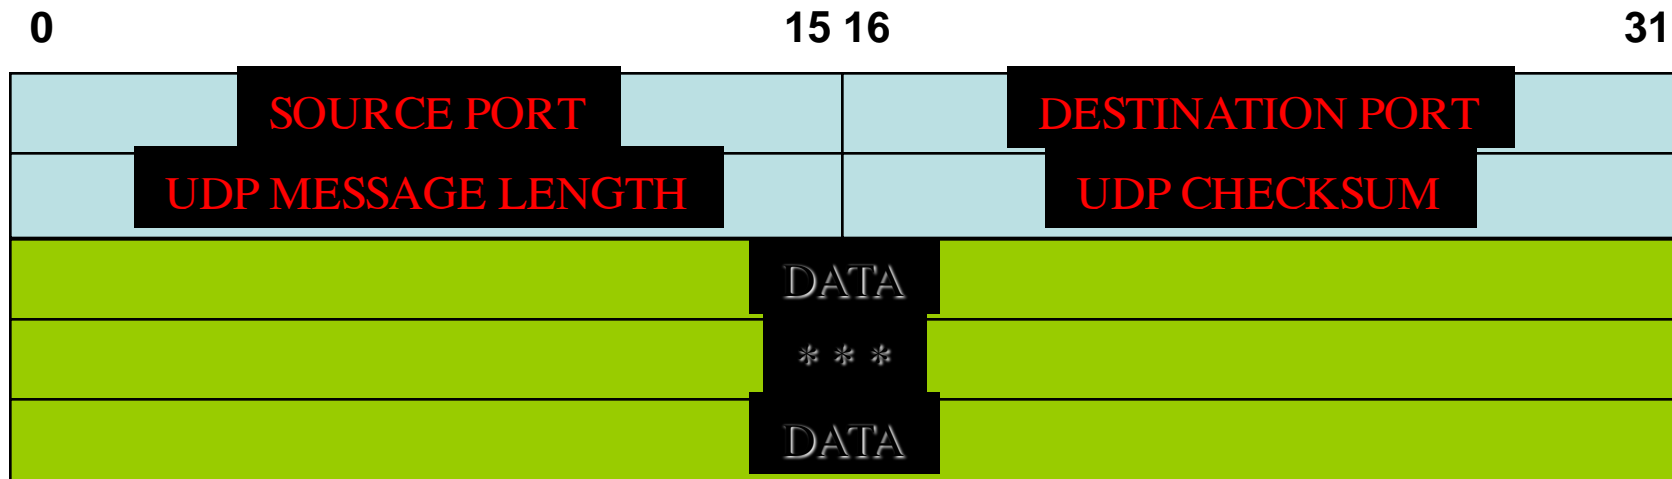 0 15 16 31
SOURCE PORT DESTINATION PORT
UDP MESSAGE LENGTH UDP CHECKSUM
DATA
* * *
DATA